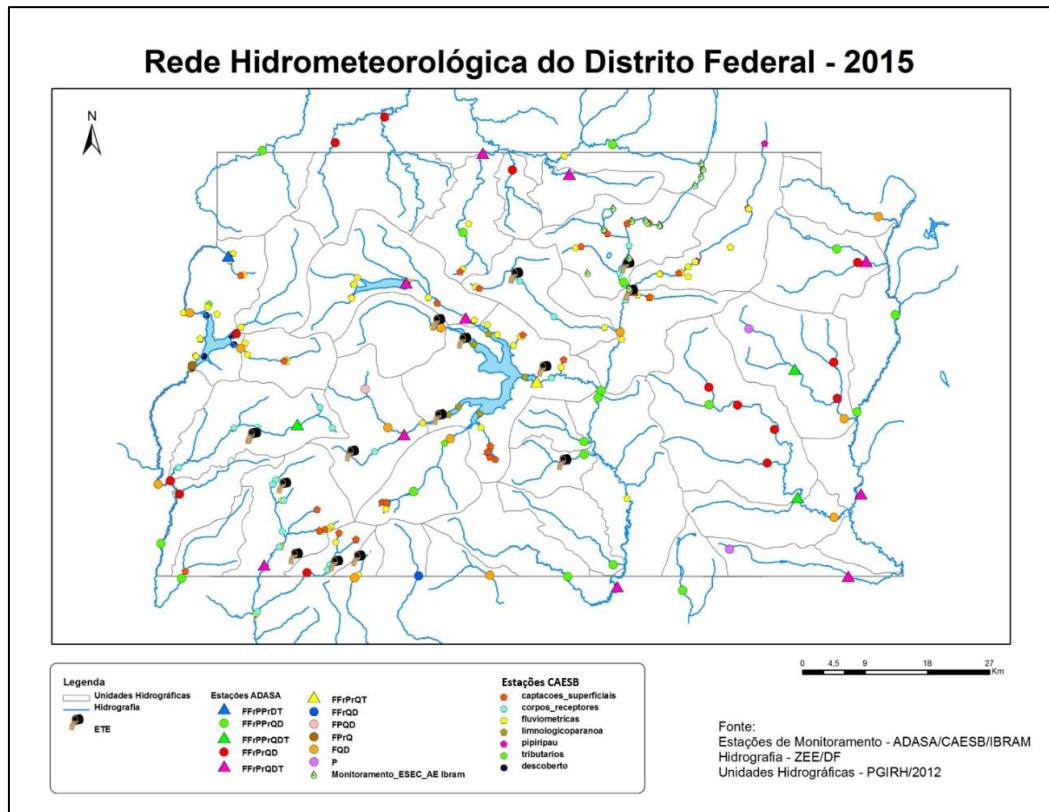 Rede Hidrometeorológica do Distrito Federal - 2015
N
Legenda
Unidades Hidrográficas
Hidrografia
ETE
Estações ADASA
FFrPPrDT
FFrPPrQD
FFrPPrQDT
FFrPrQD
FFrPrQDT
FFrPrQT
FFrQD
FPQD
FPrQ
FQD
P
Monitoramento_ESEC_AE Ibram
Estações CAESB
captacoes_superficiais
corpos_receptores
fluviometricas
limnologicoparanoa
pipiripau
tributarios
descoberto
0 4,5 9 18 27
Km
Fonte:
Estações de Monitoramento - ADASA/CAESB/IBRAM
Hidrografia - ZEE/DF
Unidades Hidrográficas - PGIRH/2012